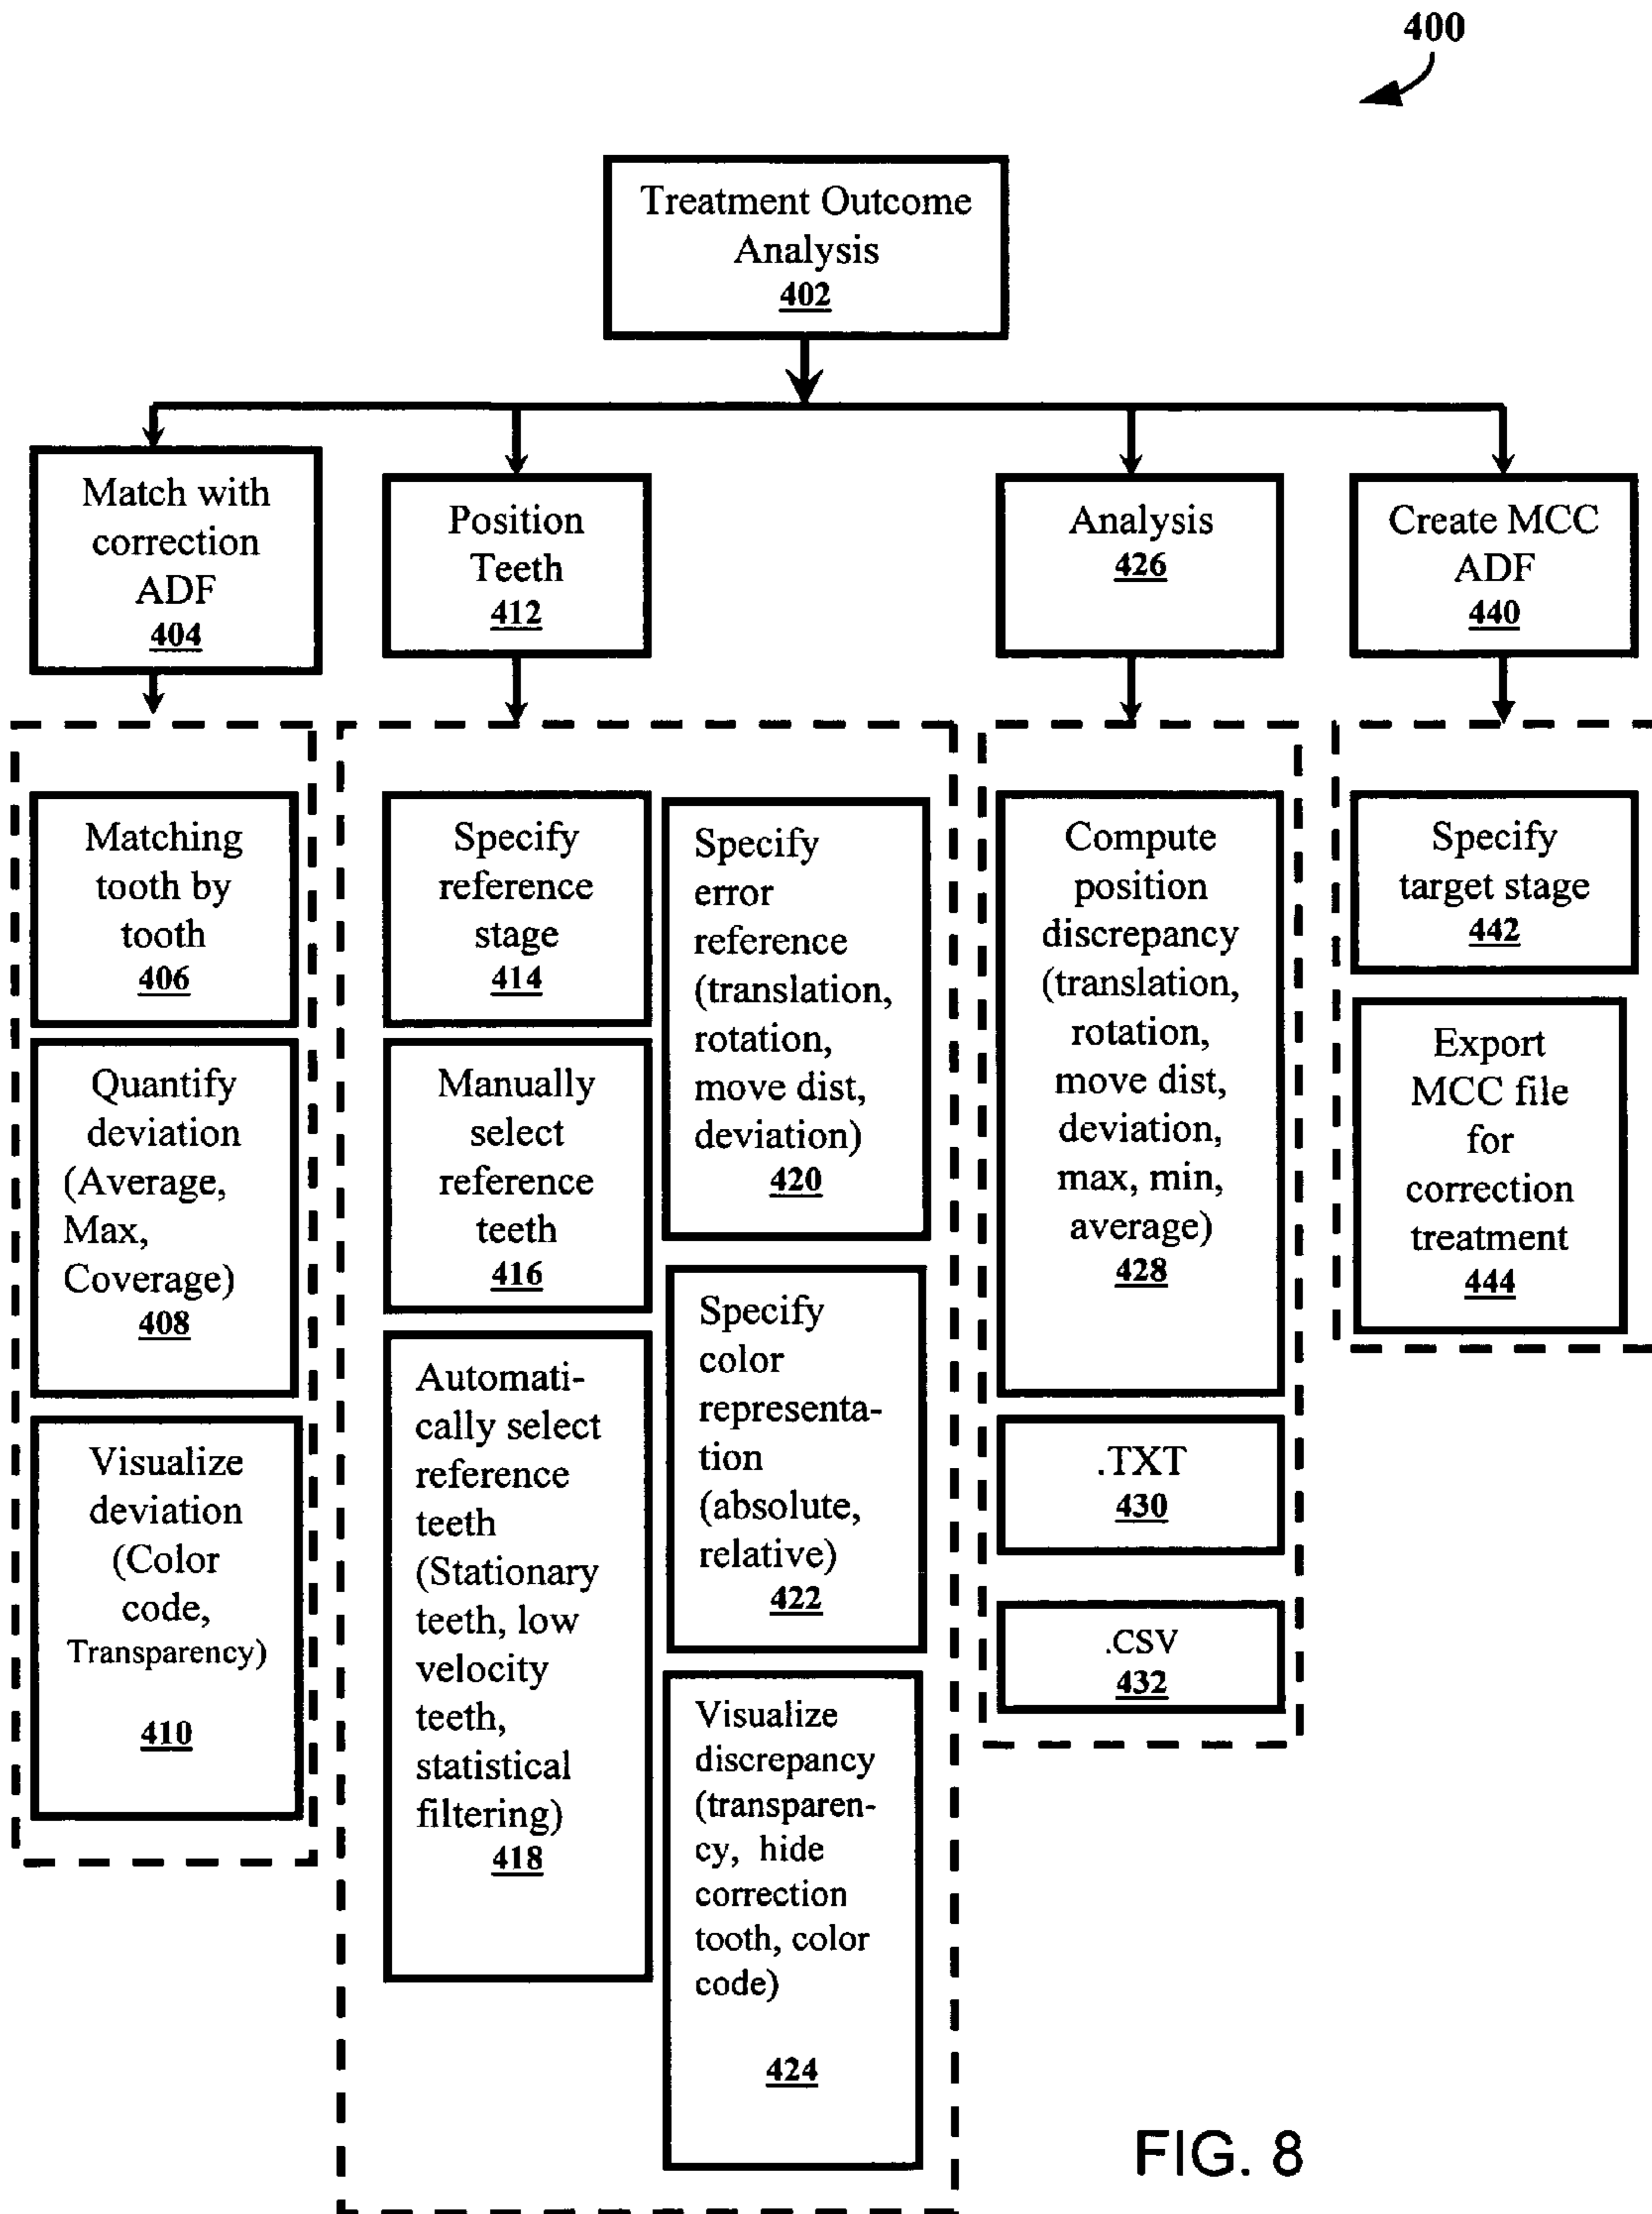 400
Treatment Outcome
Analysis
402
Match with
correction
ADF
404
Position
Teeth
412
Analysis
426
Create MCC
ADF
440
Matching
tooth by
tooth
406
Quantify
deviation
(Average,
Max,
Coverage)
408
Visualize
deviation
(Color
code,
Transparency)
410
Specify
reference
stage
414
Manually
select
reference
teeth
416
Automati-
cally select
reference
teeth
(Stationary
teeth, low
velocity
teeth,
statistical
filtering)
418
Specify
error
reference
(translation,
rotation,
move dist,
deviation)
420
Specify
color
representa-
tion
(absolute,
relative)
422
Visualize
discrepancy
(transparen-
cy, hide
correction
tooth, color
code)
424
Compute
position
discrepancy
(translation,
rotation,
move dist,
deviation,
max, min,
average)
428
.TXT
430
.CSV
432
Specify
target stage
442
Export
MCC file
for
correction
treatment
444
FIG. 8